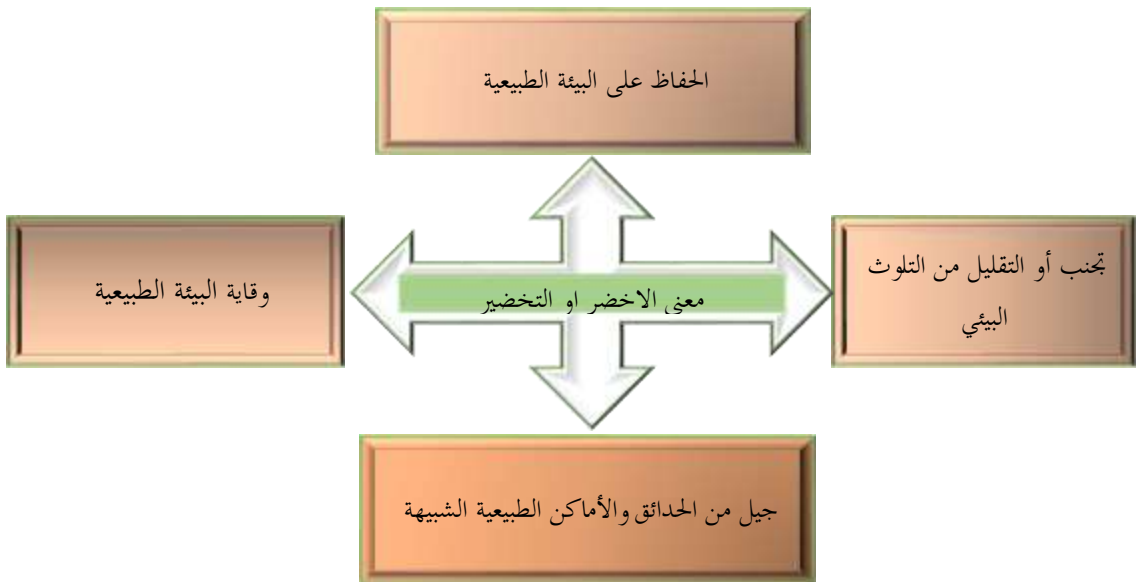 الحفاظ على البيئة الطبيعية
تجنب أو التقليل من التلوث
البيئي
معنى الاخضر او التخضير
وقاية البيئة الطبيعية
جيل من الحدائق والأماكن الطبيعية الشبيهة